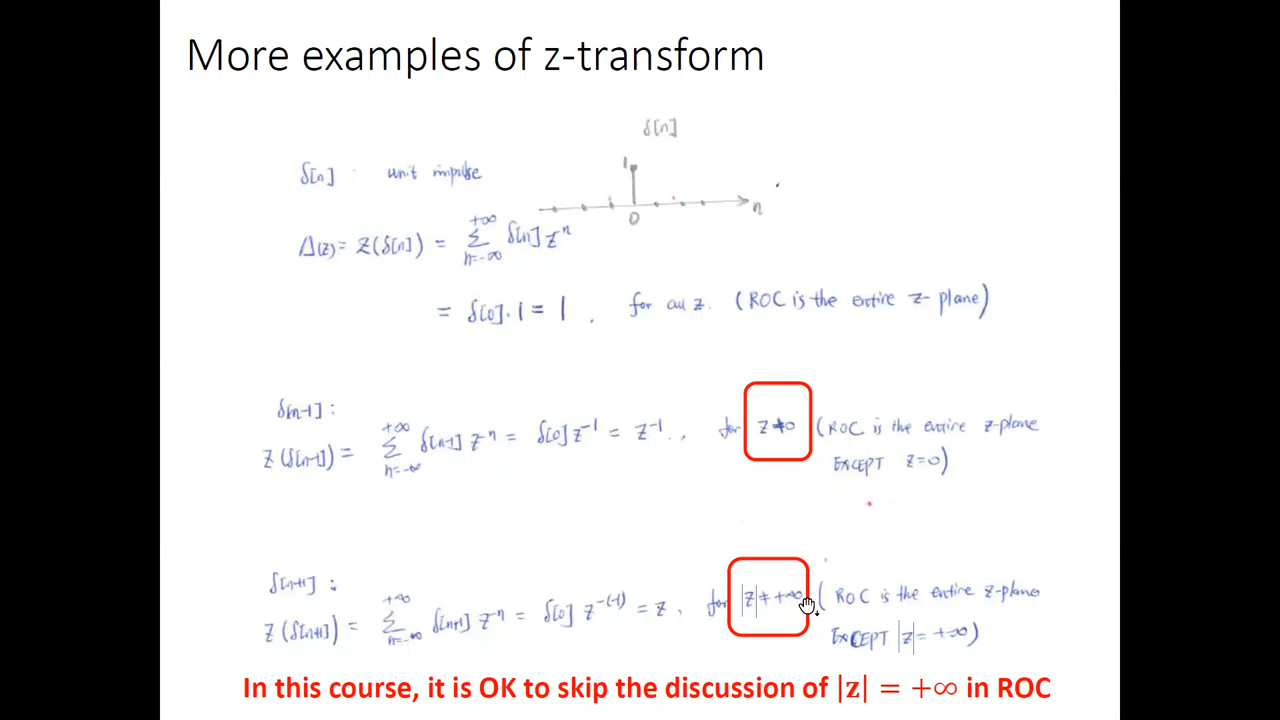 More examples of z-transform
δ[n]
δ[n] : unit impulse
1
0
n
Δ(z) = Z(δ[n]) = ∑_{n=-∞}^{+∞} δ[n] z^n
= δ[0]·1 = 1 . for all z. (ROC is the entire z-plane)
δ[n-1] :
Z(δ[n-1]) = ∑_{n=-∞}^{+∞} δ[n-1] z^n = δ[0] z^{-1} = z^{-1} . , for z≠0 (ROC is the entire z-plane
EXCEPT z=0)
δ[n+1] :
Z(δ[n+1]) = ∑_{n=-∞}^{+∞} δ[n+1] z^n = δ[0] z^{-(-1)} = z , for |z|≠+∞ ( ROC is the entire z-plane
EXCEPT |z|=+∞)
In this course, it is OK to skip the discussion of |z| = +∞ in ROC